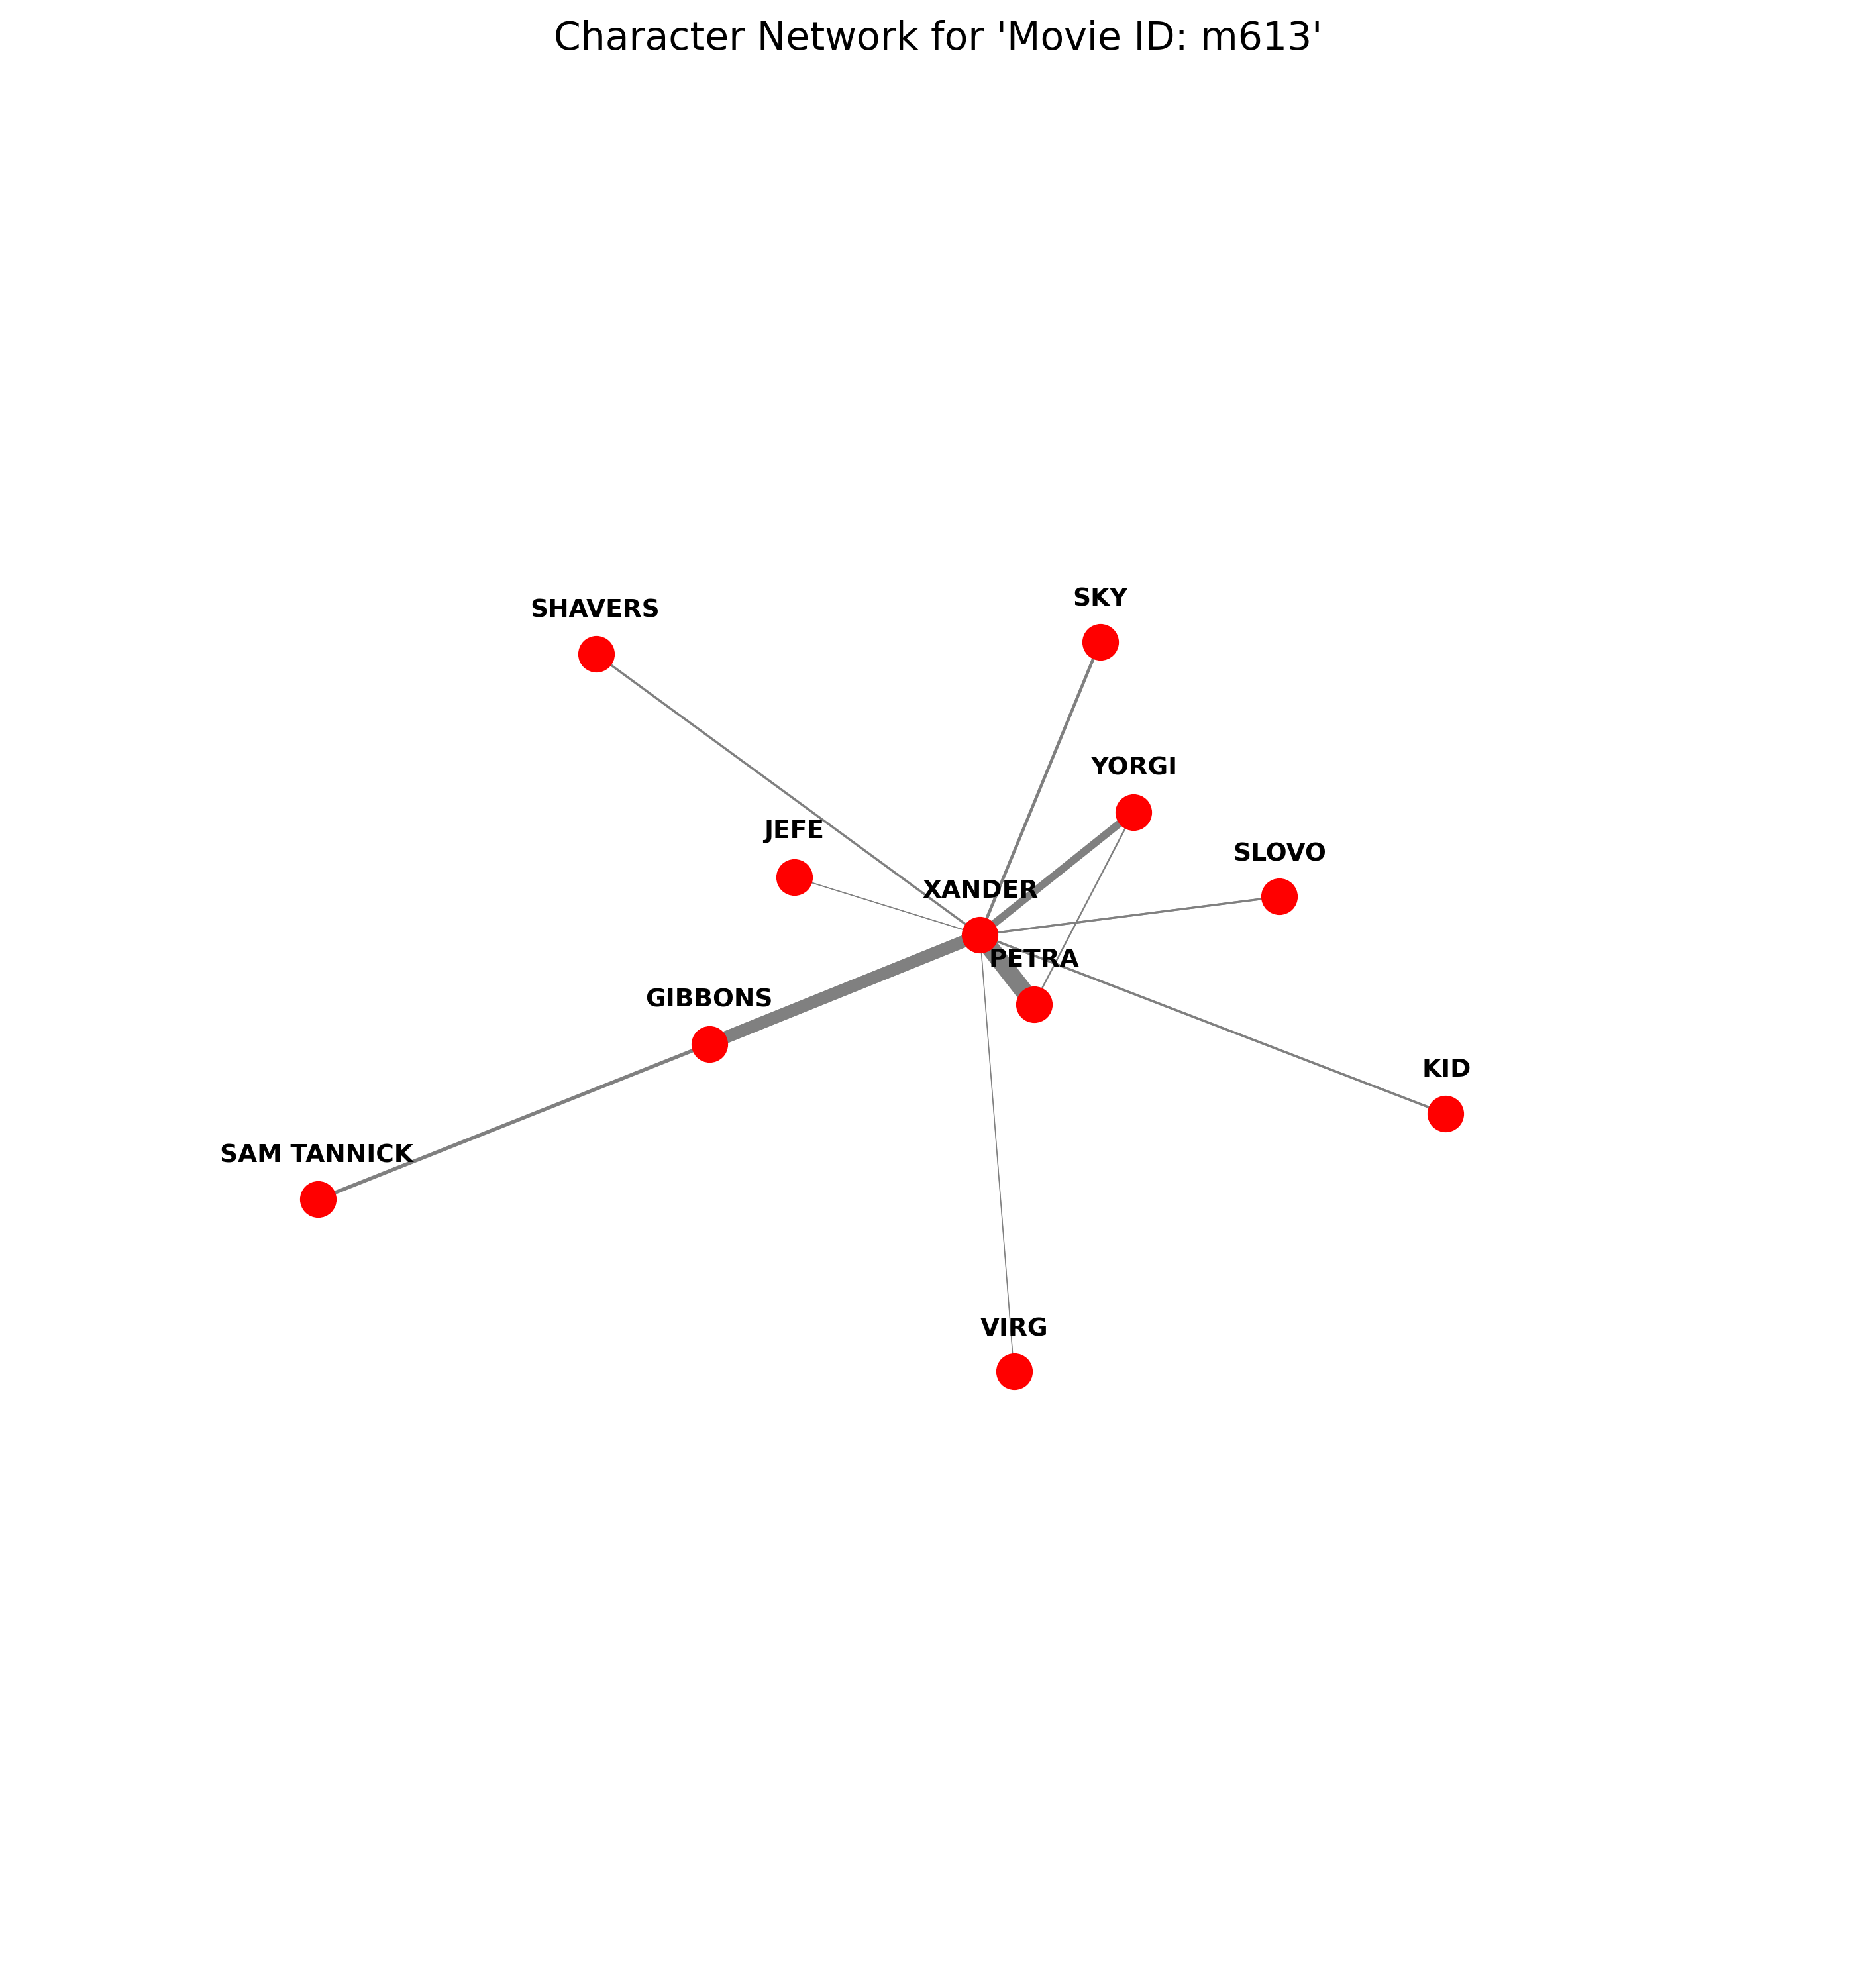 Character Network for 'Movie ID: m613'
SKY
SHAVERS
YORGI
JEFE
SLOVO
XANDER
PETRA
GIBBONS
KID
SAM TANNICK
VIRG